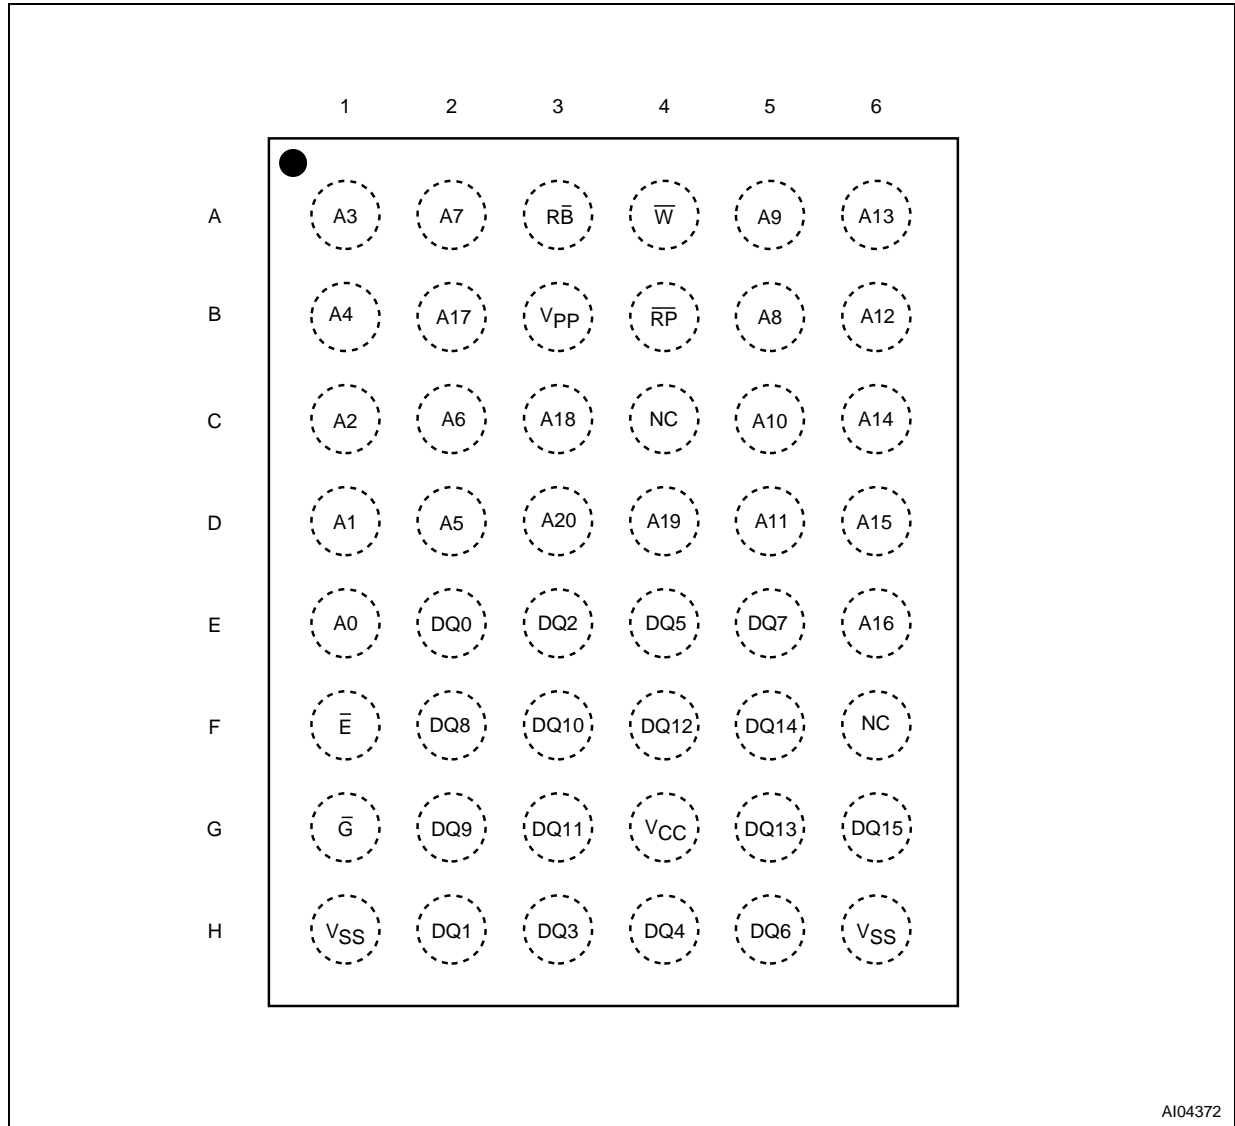 1 2 3 4 5 6
A A3 A7 RB̅ W̅ A9 A13
B A4 A17 VPP R̅P̅ A8 A12
C A2 A6 A18 NC A10 A14
D A1 A5 A20 A19 A11 A15
E A0 DQ0 DQ2 DQ5 DQ7 A16
F E̅ DQ8 DQ10 DQ12 DQ14 NC
G G̅ DQ9 DQ11 VCC DQ13 DQ15
H VSS DQ1 DQ3 DQ4 DQ6 VSS
AI04372